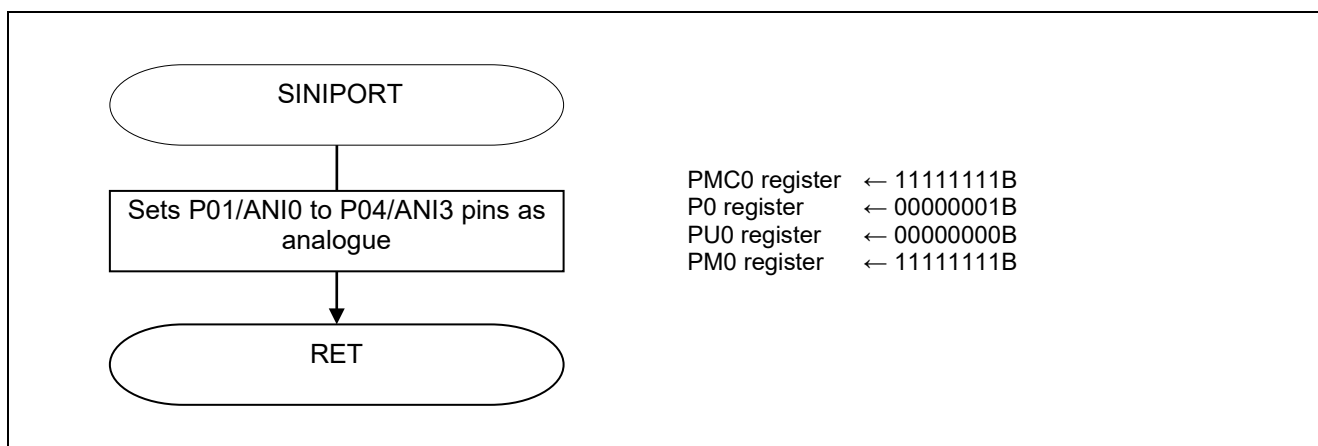 SINIPORT
Sets P01/ANI0 to P04/ANI3 pins as
analogue
RET
PMC0 register ← 11111111B
P0 register ← 00000001B
PU0 register ← 00000000B
PM0 register ← 11111111B